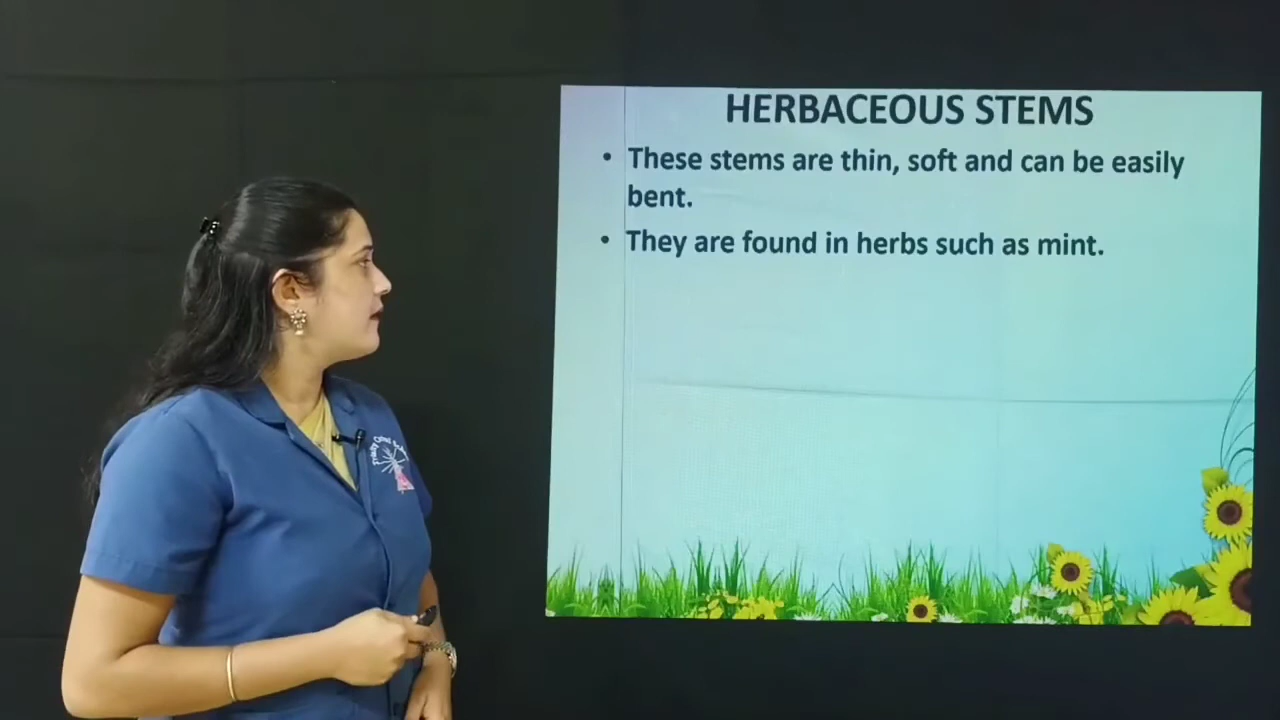 HERBACEOUS STEMS
• These stems are thin, soft and can be easily
bent.
• They are found in herbs such as mint.